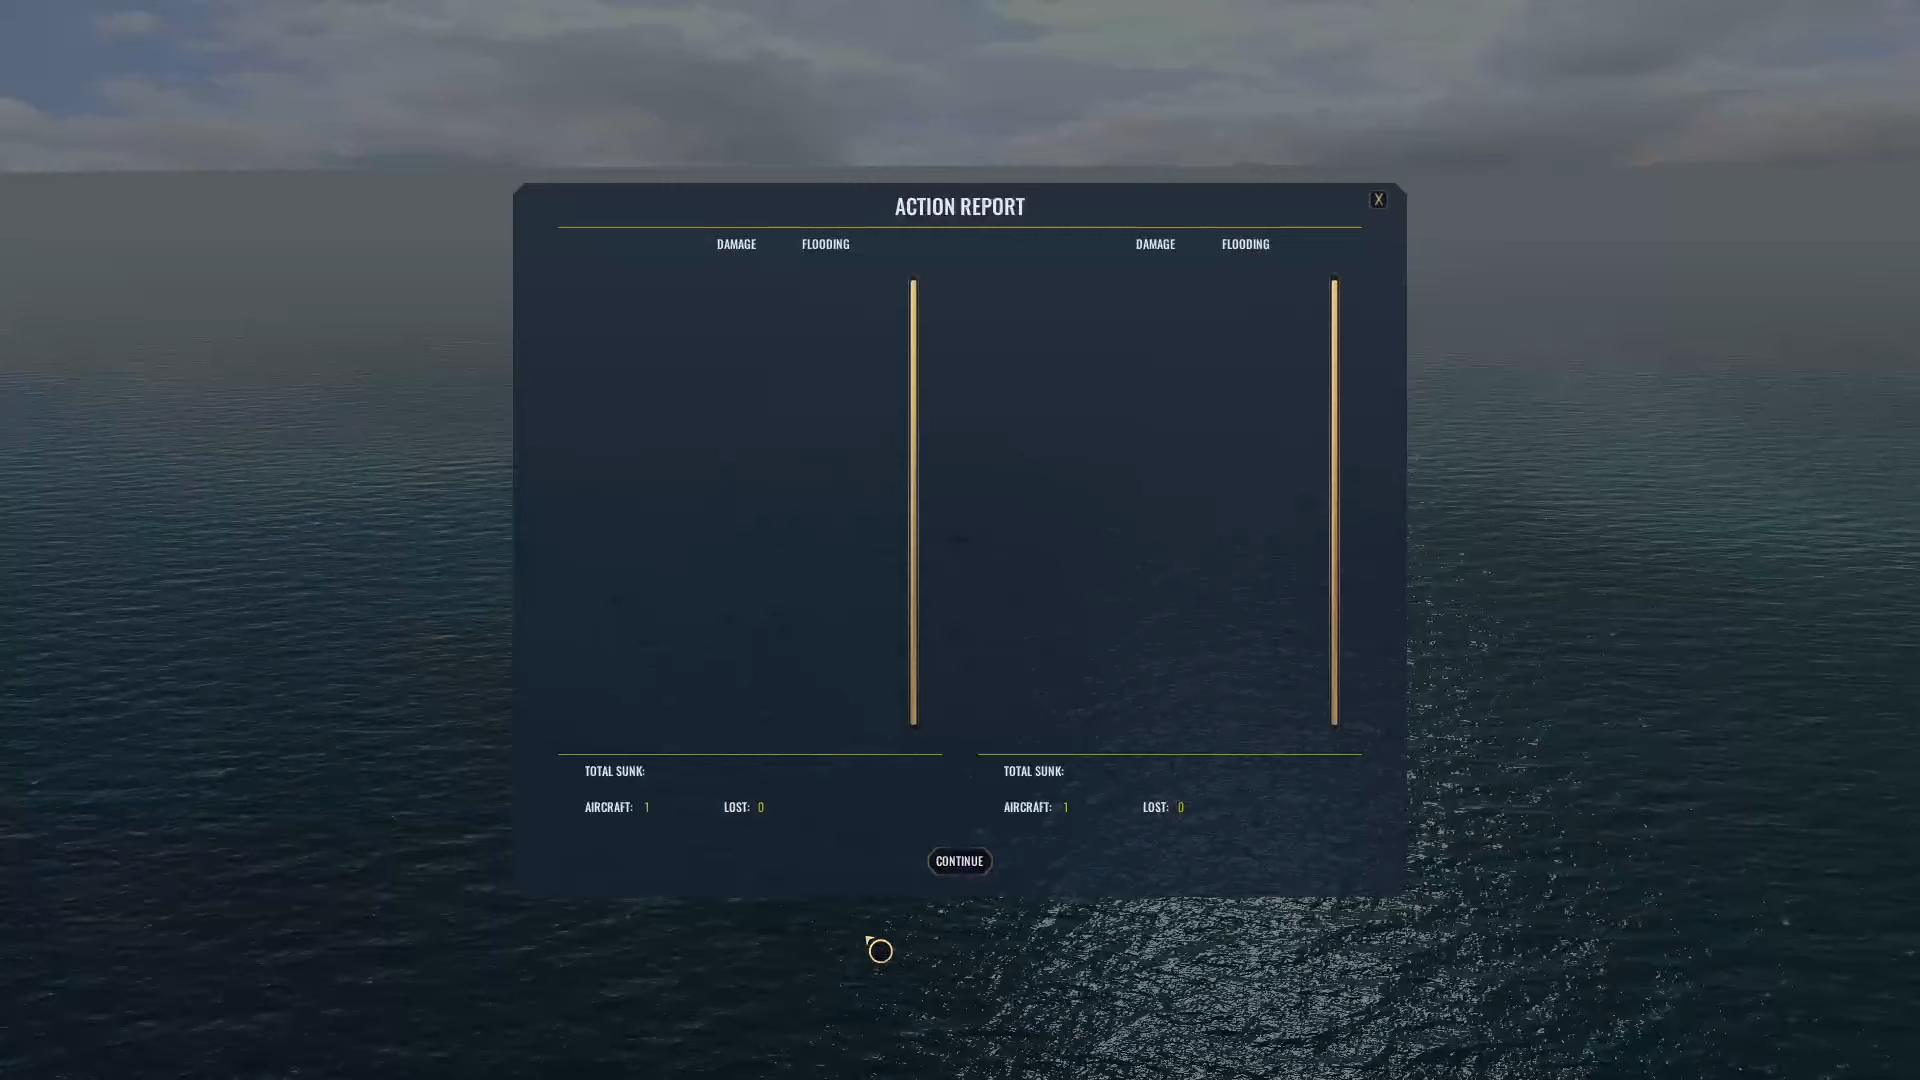 ACTION REPORT
X
DAMAGE FLOODING DAMAGE FLOODING
TOTAL SUNK: TOTAL SUNK:
AIRCRAFT: 1 LOST: 0 AIRCRAFT: 1 LOST: 0
CONTINUE